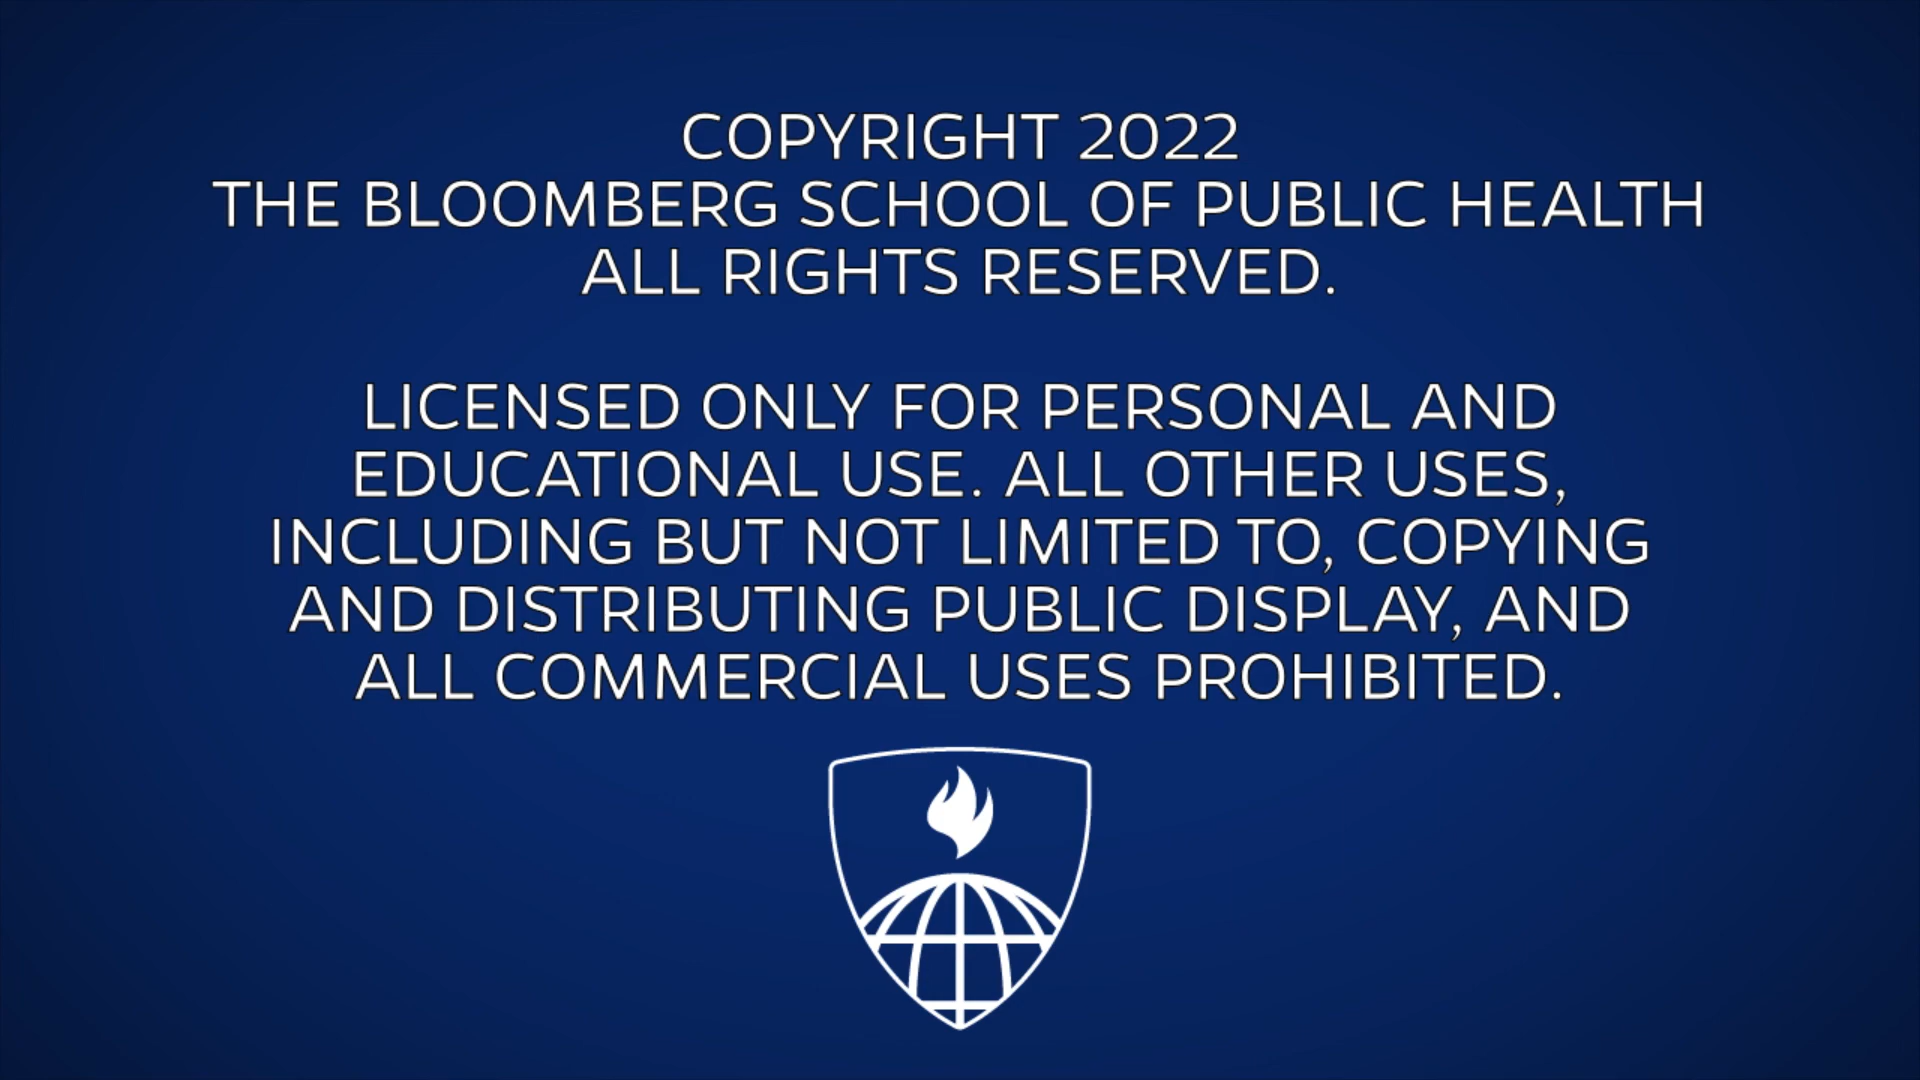 COPYRIGHT 2022
THE BLOOMBERG SCHOOL OF PUBLIC HEALTH
ALL RIGHTS RESERVED.
LICENSED ONLY FOR PERSONAL AND
EDUCATIONAL USE. ALL OTHER USES,
INCLUDING BUT NOT LIMITED TO, COPYING
AND DISTRIBUTING PUBLIC DISPLAY, AND
ALL COMMERCIAL USES PROHIBITED.